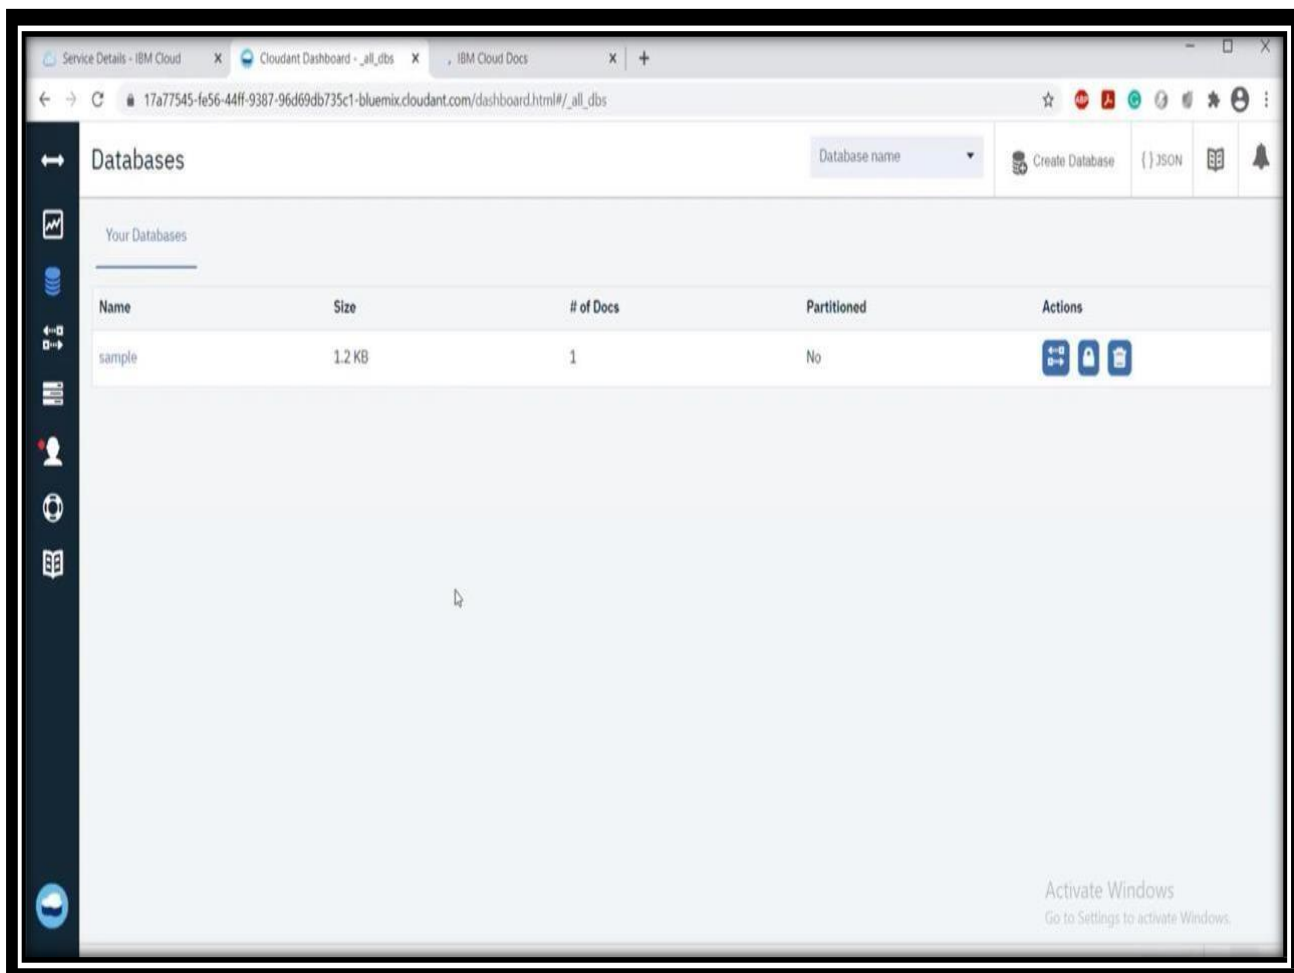 Service Details - IBM Cloud X Cloudant Dashboard - _all_dbs X , IBM Cloud Docs X +
17a77545-fe56-44ff-9387-96d69db735c1-bluemix.cloudant.com/dashboard.html#/_all_dbs
Databases
Database name
Create Database
{ } JSON
Your Databases
Name Size # of Docs Partitioned Actions
sample 1.2 KB 1 No
Activate Windows
Go to Settings to activate Windows.